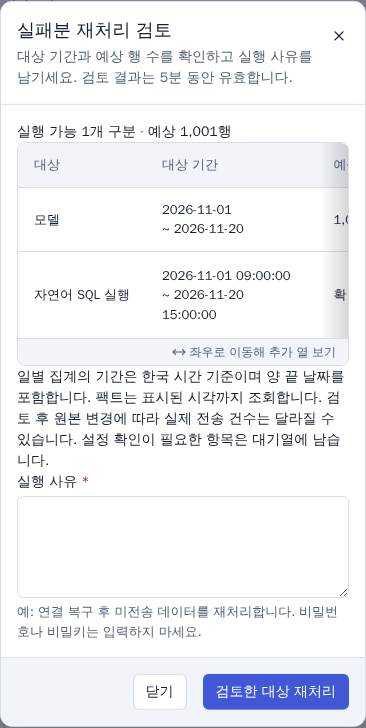 실패분 재처리 검토
대상 기간과 예상 행 수를 확인하고 실행 사유를
남기세요. 검토 결과는 5분 동안 유효합니다.
실행 가능 1개 구분 · 예상 1,001행
대상 대상 기간
모델 2026-11-01
~ 2026-11-20
자연어 SQL 실행 2026-11-01 09:00:00
~ 2026-11-20
15:00:00
↔ 좌우로 이동해 추가 열 보기
일별 집계의 기간은 한국 시간 기준이며 양 끝 날짜를
포함합니다. 팩트는 표시된 시각까지 조회합니다. 검
토 후 원본 변경에 따라 실제 전송 건수는 달라질 수
있습니다. 설정 확인이 필요한 항목은 대기열에 남습
니다.
실행 사유 *
예: 연결 복구 후 미전송 데이터를 재처리합니다. 비밀번
호나 비밀키는 입력하지 마세요.
닫기 검토한 대상 재처리